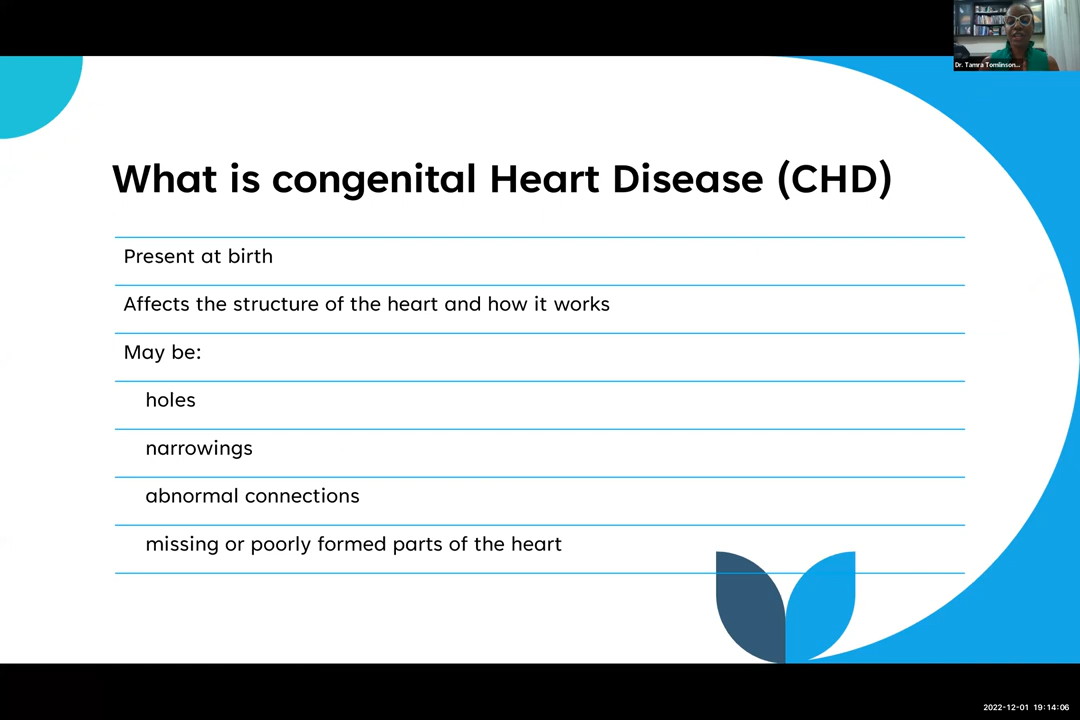 Dr. Tamra Tomlinson...
What is congenital Heart Disease (CHD)
Present at birth
Affects the structure of the heart and how it works
May be:
holes
narrowings
abnormal connections
missing or poorly formed parts of the heart
2022-12-01 19:14:06